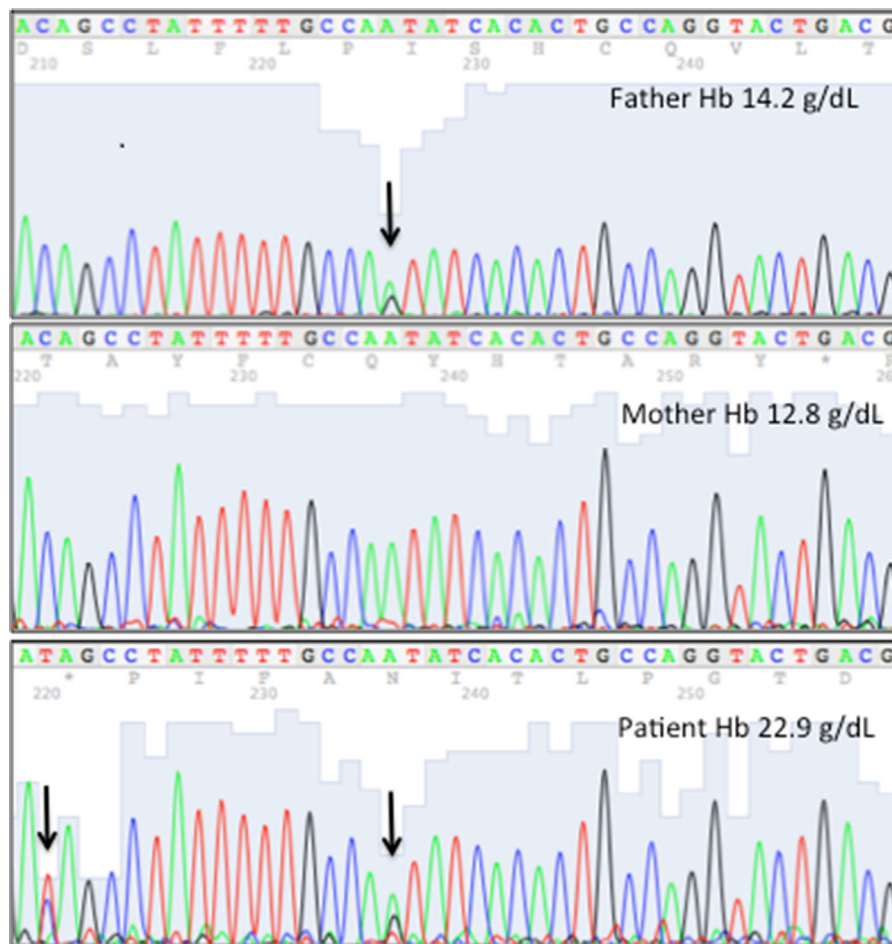 ACAGCCTATTTTTGCCAATATCACACTGCCAGGTACTGACG
D S L F L P I S H C Q V L T
210 220 230 240
Father Hb 14.2 g/dL
ACAGCCTATTTTTGCCAATATCACACTGCCAGGTACTGACG
T A Y F C Q Y H T A R Y *
220 230 240 250
Mother Hb 12.8 g/dL
ATAGCCTATTTTTGCCAATATCACACTGCCAGGTACTGACG
* P I F A N I T L P G T D
220 230 240 250
Patient Hb 22.9 g/dL